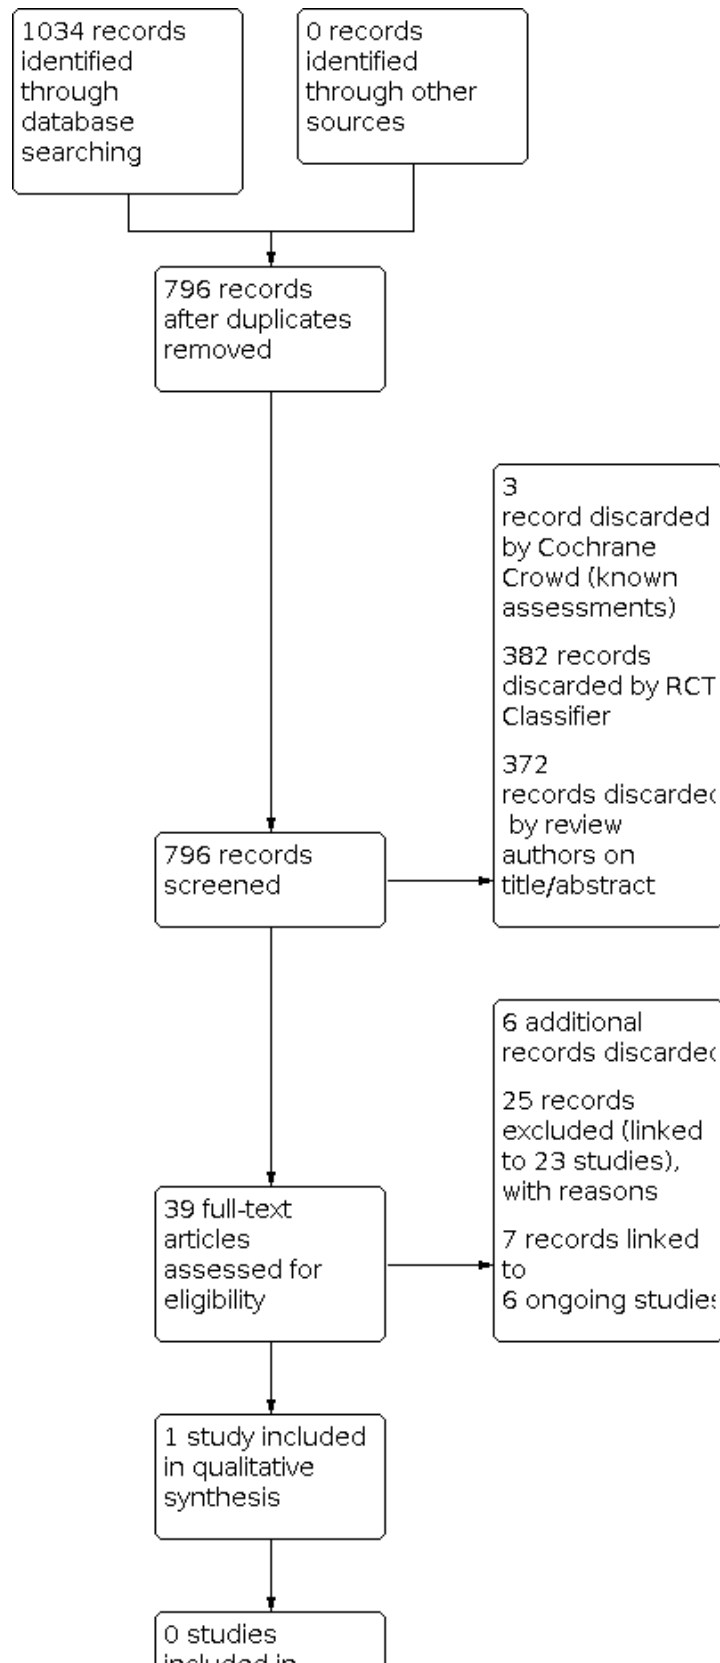 1034 records
identified
through
database
searching
0 records
identified
through other
sources
796 records
after duplicates
removed
3
record discarded
by Cochrane
Crowd (known
assessments)
382 records
discarded by RCT
Classifier
372
records discarded
by review
authors on
title/abstract
796 records
screened
6 additional
records discarded
25 records
excluded (linked
to 23 studies),
with reasons
7 records linked
to
6 ongoing studies
39 full-text
articles
assessed for
eligibility
1 study included
in qualitative
synthesis
0 studies
included in